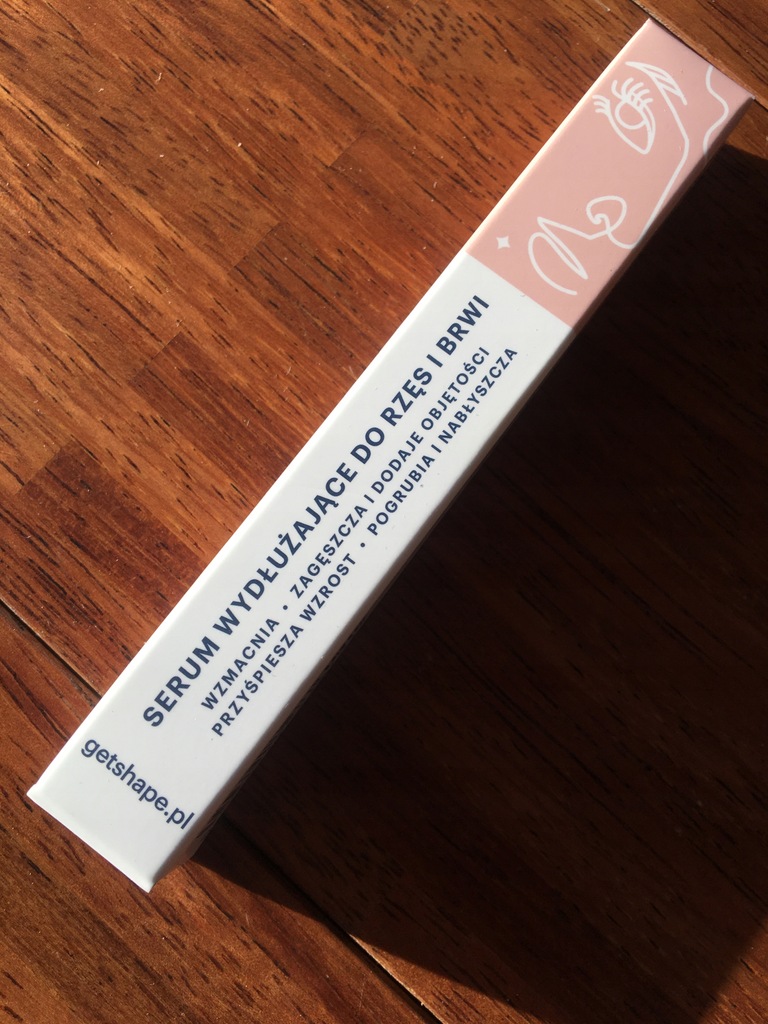 SERUM WYDŁUŻAJĄCE DO RZĘS I BRWI
WZMACNIA • ZAGĘSZCZA I DODAJE OBJĘTOŚCI
PRZYŚPIESZA WZROST • POGRUBIA I NABŁYSZCZA
getshape.pl